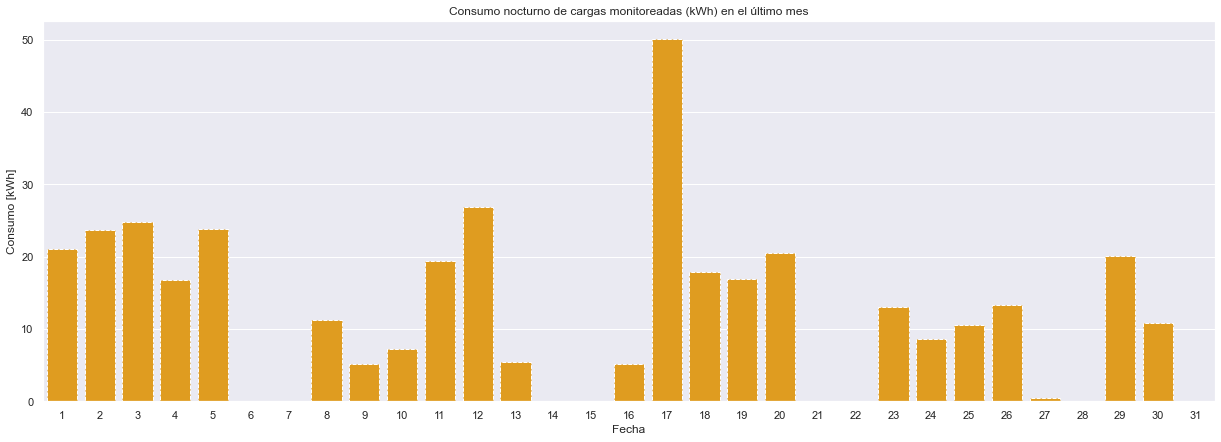 Consumo nocturno de cargas monitoreadas (kWh) en el último mes
Consumo [kWh]
50
40
30
20
10
0
1 2 3 4 5 6 7 8 9 10 11 12 13 14 15 16 17 18 19 20 21 22 23 24 25 26 27 28 29 30 31
Fecha